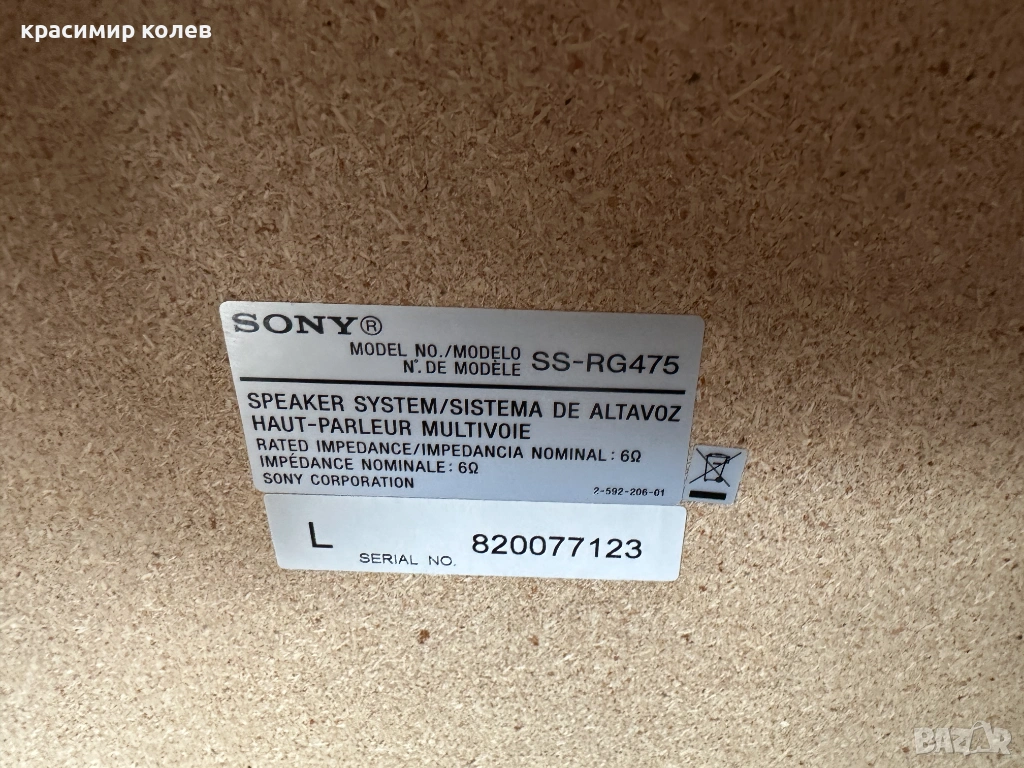 красимир колев
SONY®
MODEL NO./MODELO
N°. DE MODÈLE
SS-RG475
SPEAKER SYSTEM/SISTEMA DE ALTAVOZ
HAUT-PARLEUR MULTIVOIE
RATED IMPEDANCE/IMPEDANCIA NOMINAL : 6Ω
IMPÉDANCE NOMINALE : 6Ω
SONY CORPORATION
2-592-206-01
L SERIAL NO. 820077123
BAZAR